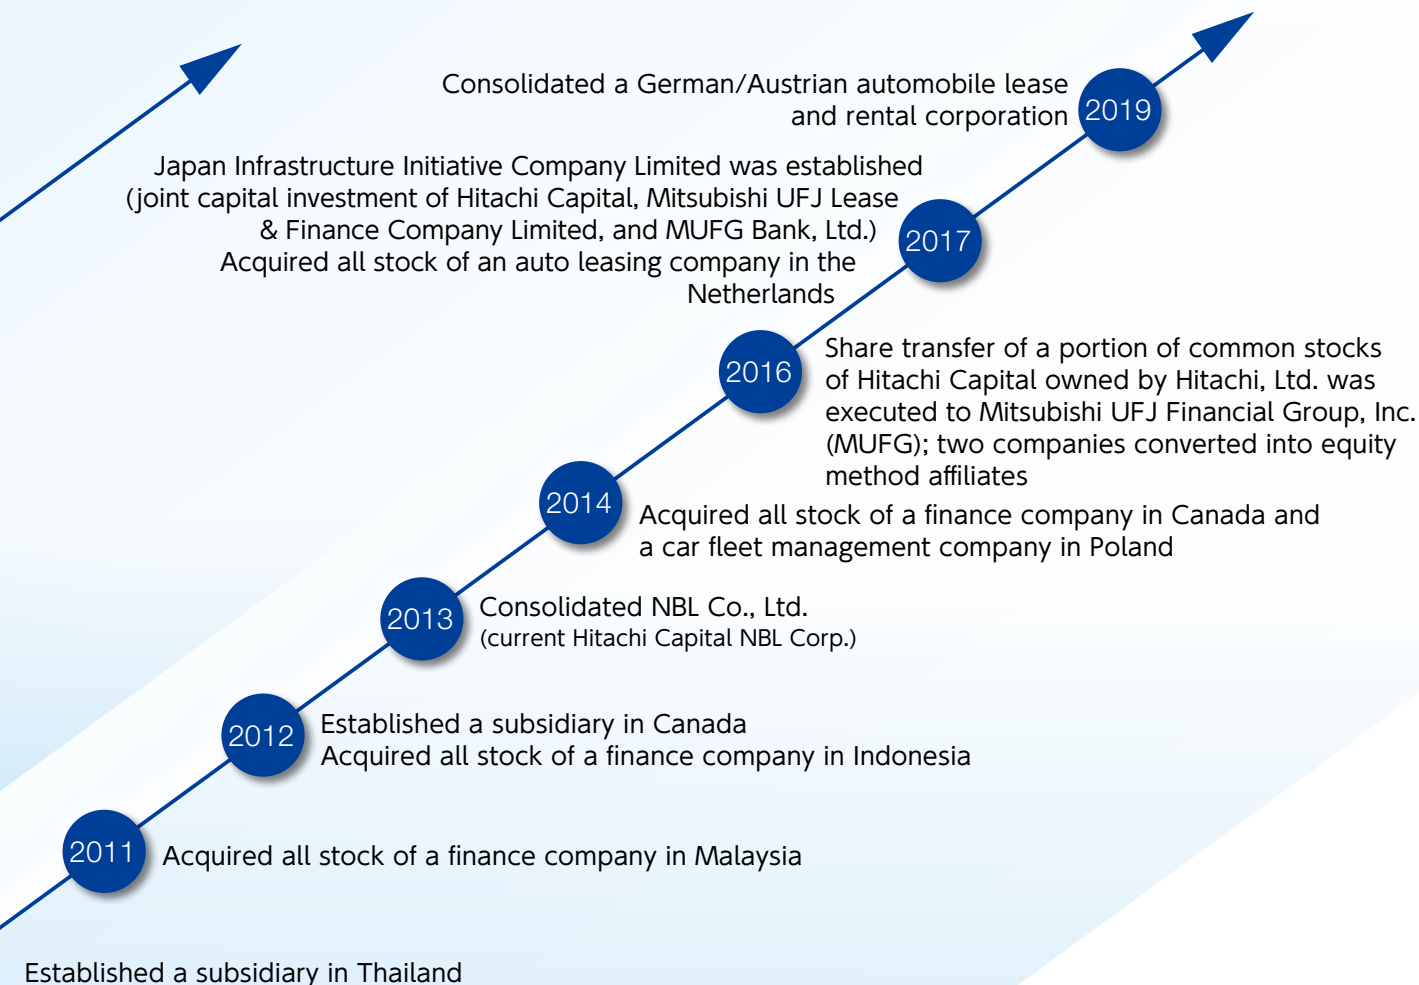 Consolidated a German/Austrian automobile lease
and rental corporation
2019
Japan Infrastructure Initiative Company Limited was established
(joint capital investment of Hitachi Capital, Mitsubishi UFJ Lease
& Finance Company Limited, and MUFG Bank, Ltd.)
Acquired all stock of an auto leasing company in the
Netherlands
2017
2016
Share transfer of a portion of common stocks
of Hitachi Capital owned by Hitachi, Ltd. was
executed to Mitsubishi UFJ Financial Group, Inc.
(MUFG); two companies converted into equity
method affiliates
2014
Acquired all stock of a finance company in Canada and
a car fleet management company in Poland
2013
Consolidated NBL Co., Ltd.
(current Hitachi Capital NBL Corp.)
2012
Established a subsidiary in Canada
Acquired all stock of a finance company in Indonesia
2011
Acquired all stock of a finance company in Malaysia
Established a subsidiary in Thailand